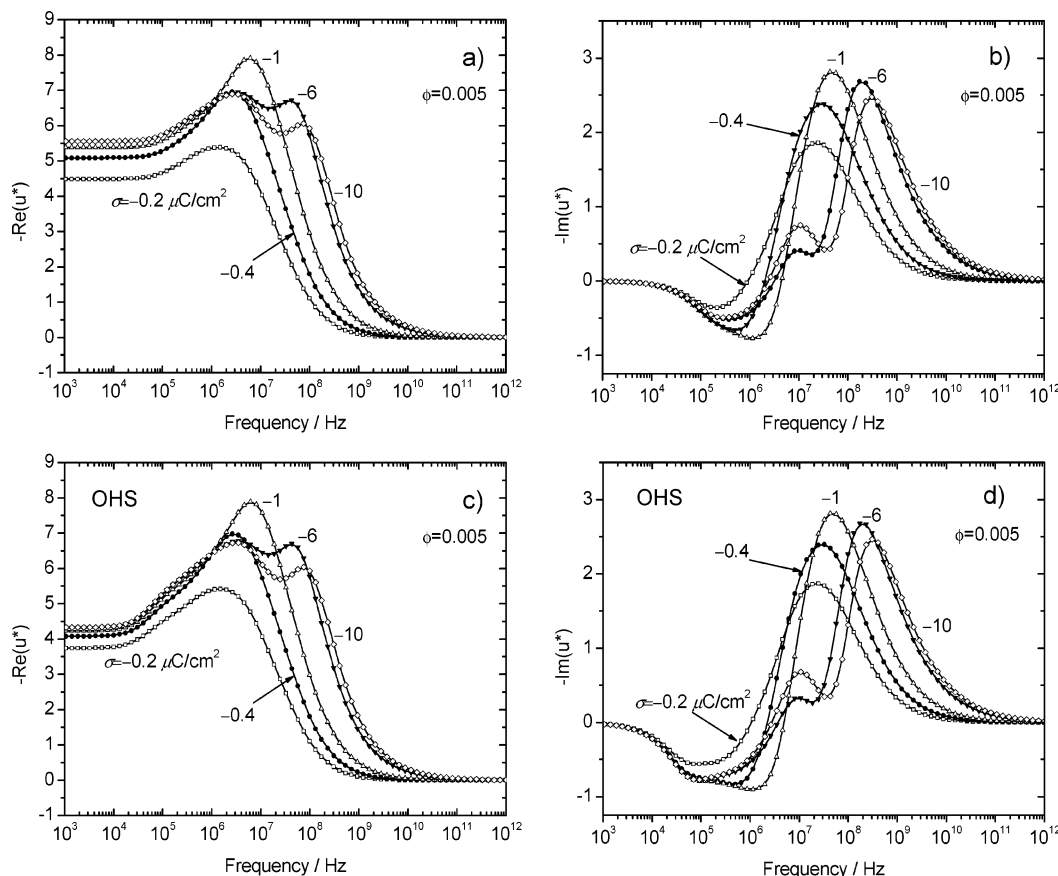 a)
φ=0.005
−1
−6
−10
σ=−0.2 μC/cm²
−0.4
-Re(u*)
9
8
7
6
5
4
3
2
1
0
-1
10³ 10⁴ 10⁵ 10⁶ 10⁷ 10⁸ 10⁹ 10¹⁰ 10¹¹ 10¹²
Frequency / Hz
b)
φ=0.005
−1
−6
−0.4
−10
σ=−0.2 μC/cm²
-Im(u*)
3
2
1
0
-1
10³ 10⁴ 10⁵ 10⁶ 10⁷ 10⁸ 10⁹ 10¹⁰ 10¹¹ 10¹²
Frequency / Hz
OHS
c)
φ=0.005
−1
−6
−10
σ=−0.2 μC/cm²
−0.4
-Re(u*)
9
8
7
6
5
4
3
2
1
0
-1
10³ 10⁴ 10⁵ 10⁶ 10⁷ 10⁸ 10⁹ 10¹⁰ 10¹¹ 10¹²
Frequency / Hz
OHS
d)
φ=0.005
−1
−6
−0.4
−10
σ=−0.2 μC/cm²
-Im(u*)
3
2
1
0
-1
10³ 10⁴ 10⁵ 10⁶ 10⁷ 10⁸ 10⁹ 10¹⁰ 10¹¹ 10¹²
Frequency / Hz